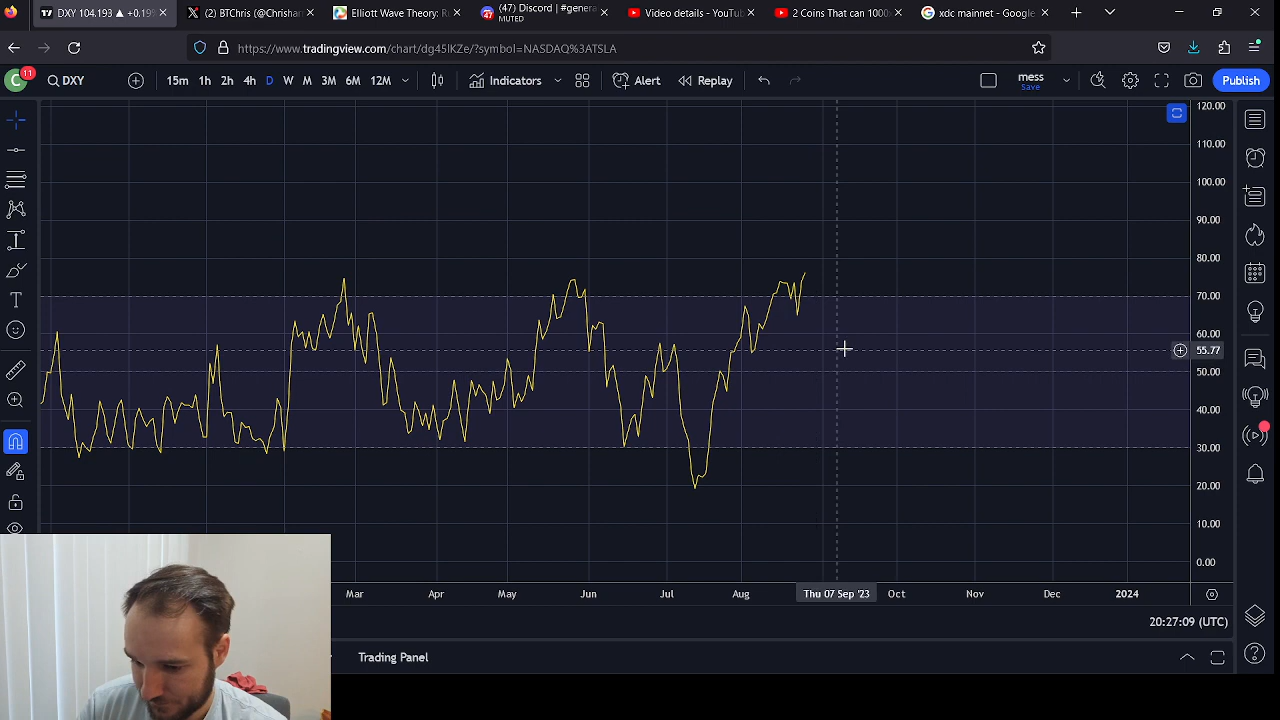 DXY 104.193 ▲ +0.19
(2) BTChris (@Chrishar
Elliott Wave Theory: R
(47) Discord | #genera
MUTED
Video details - YouTub
2 Coins That can 1000x
xdc mainnet - Google
https://www.tradingview.com/chart/dg45lKZe/?symbol=NASDAQ%3ATSLA
C 11
DXY
15m 1h 2h 4h D W M 3M 6M 12M
Indicators
Alert
Replay
mess
Save
Publish
120.00
110.00
100.00
90.00
80.00
70.00
60.00
55.77
50.00
40.00
30.00
20.00
10.00
0.00
Mar Apr May Jun Jul Aug Thu 07 Sep '23 Oct Nov Dec 2024
20:27:09 (UTC)
Trading Panel